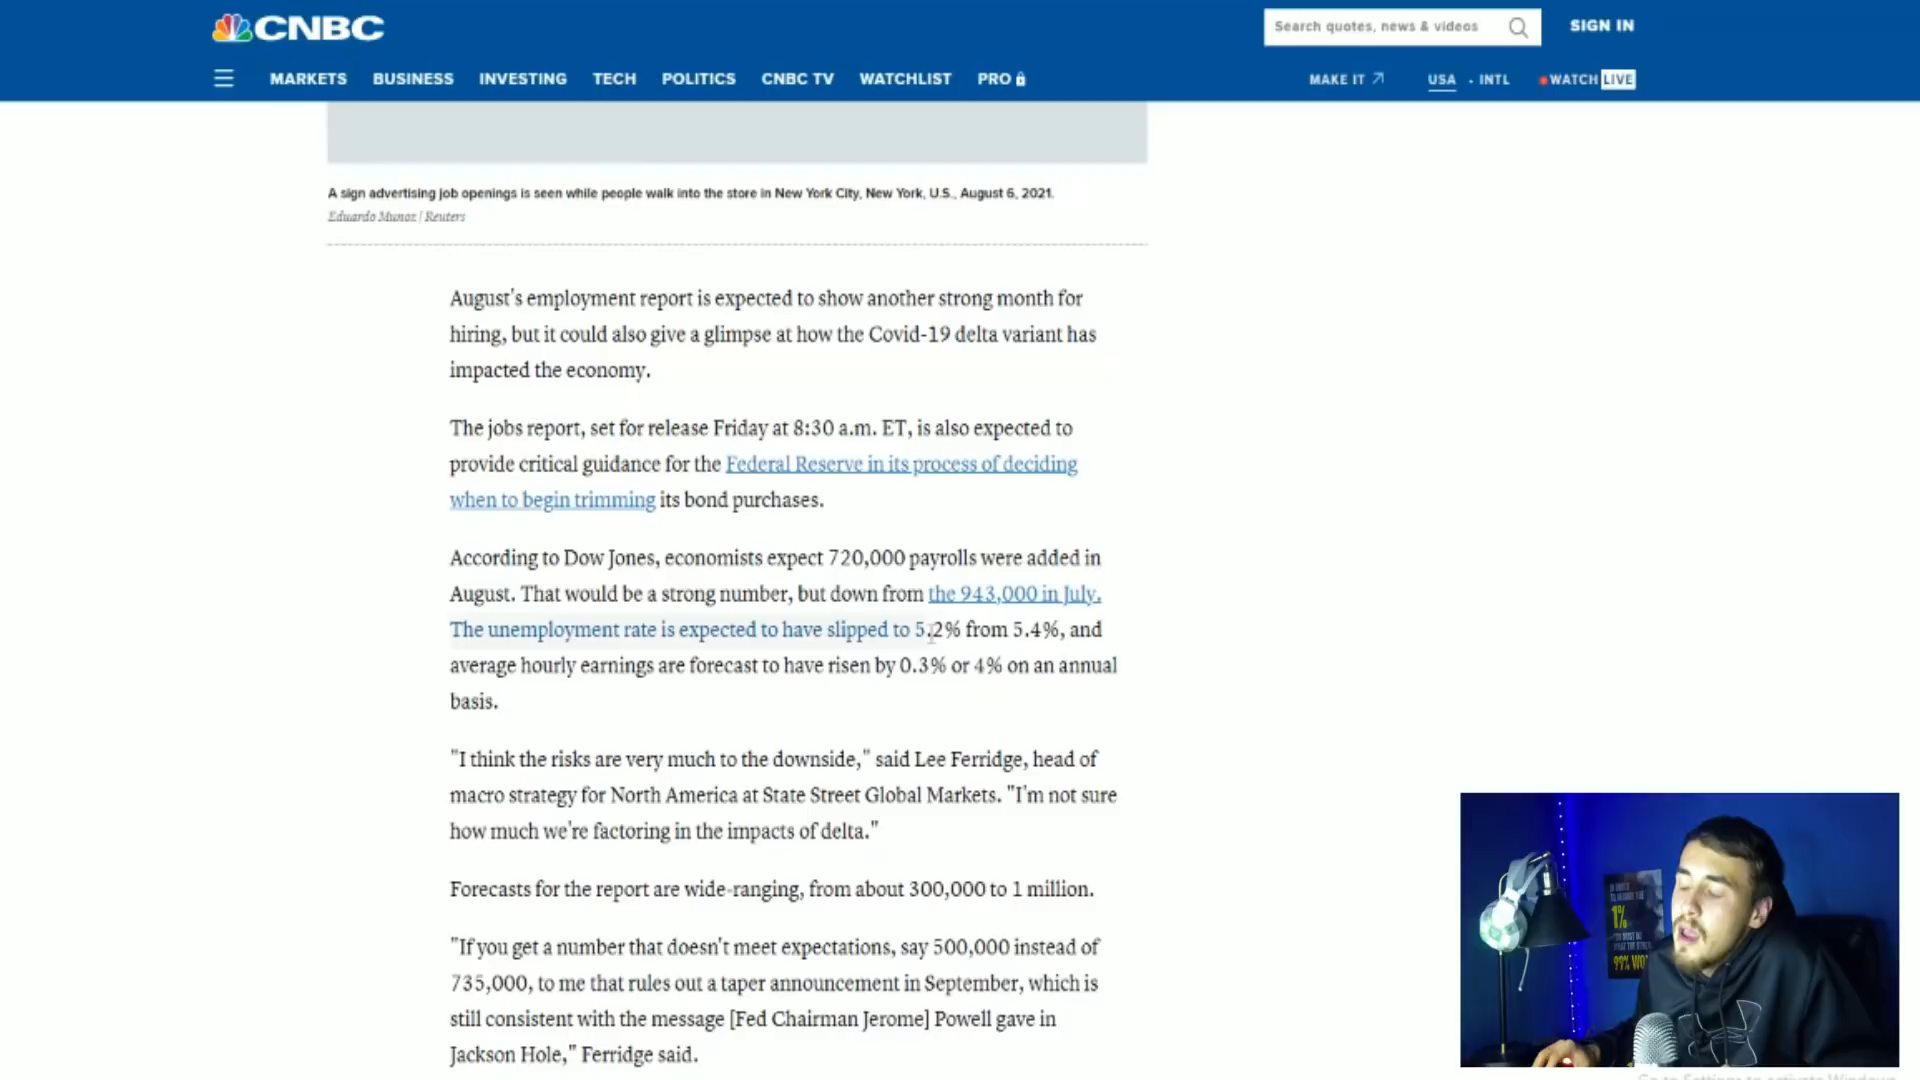 CNBC
Search quotes, news & videos
SIGN IN
MARKETS BUSINESS INVESTING TECH POLITICS CNBC TV WATCHLIST PRO
MAKE IT USA · INTL WATCH LIVE
A sign advertising job openings is seen while people walk into the store in New York City, New York, U.S., August 6, 2021.
Eduardo Munoz | Reuters
August's employment report is expected to show another strong month for
hiring, but it could also give a glimpse at how the Covid-19 delta variant has
impacted the economy.
The jobs report, set for release Friday at 8:30 a.m. ET, is also expected to
provide critical guidance for the Federal Reserve in its process of deciding
when to begin trimming its bond purchases.
According to Dow Jones, economists expect 720,000 payrolls were added in
August. That would be a strong number, but down from the 943,000 in July.
The unemployment rate is expected to have slipped to 5.2% from 5.4%, and
average hourly earnings are forecast to have risen by 0.3% or 4% on an annual
basis.
"I think the risks are very much to the downside," said Lee Ferridge, head of
macro strategy for North America at State Street Global Markets. "I'm not sure
how much we're factoring in the impacts of delta."
Forecasts for the report are wide-ranging, from about 300,000 to 1 million.
"If you get a number that doesn't meet expectations, say 500,000 instead of
735,000, to me that rules out a taper announcement in September, which is
still consistent with the message [Fed Chairman Jerome] Powell gave in
Jackson Hole," Ferridge said.
1%
99%